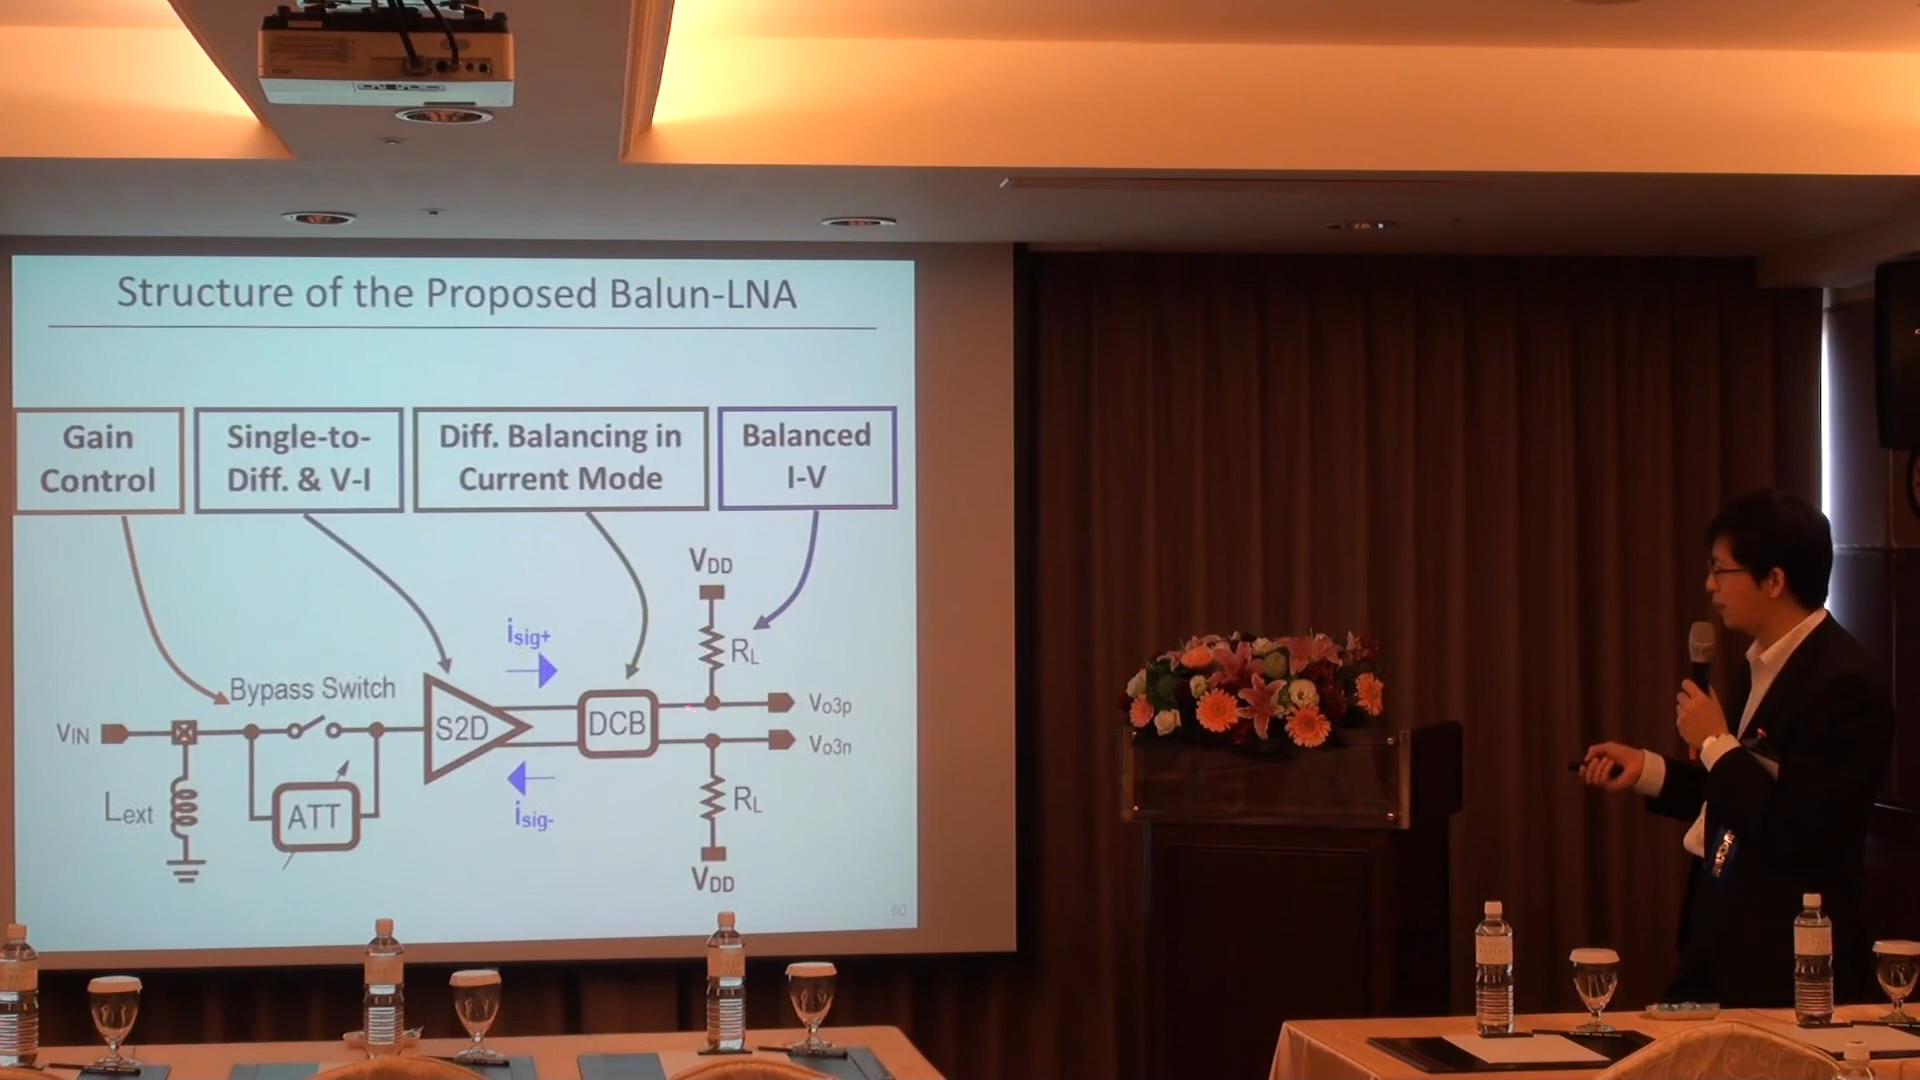 Structure of the Proposed Balun-LNA
Gain
Control
Single-to-
Diff. & V-I
Diff. Balancing in
Current Mode
Balanced
I-V
VDD
RL
isig+
Bypass Switch
VIN
S2D
DCB
Vo3p
Vo3n
Lext
ATT
isig-
RL
VDD
60